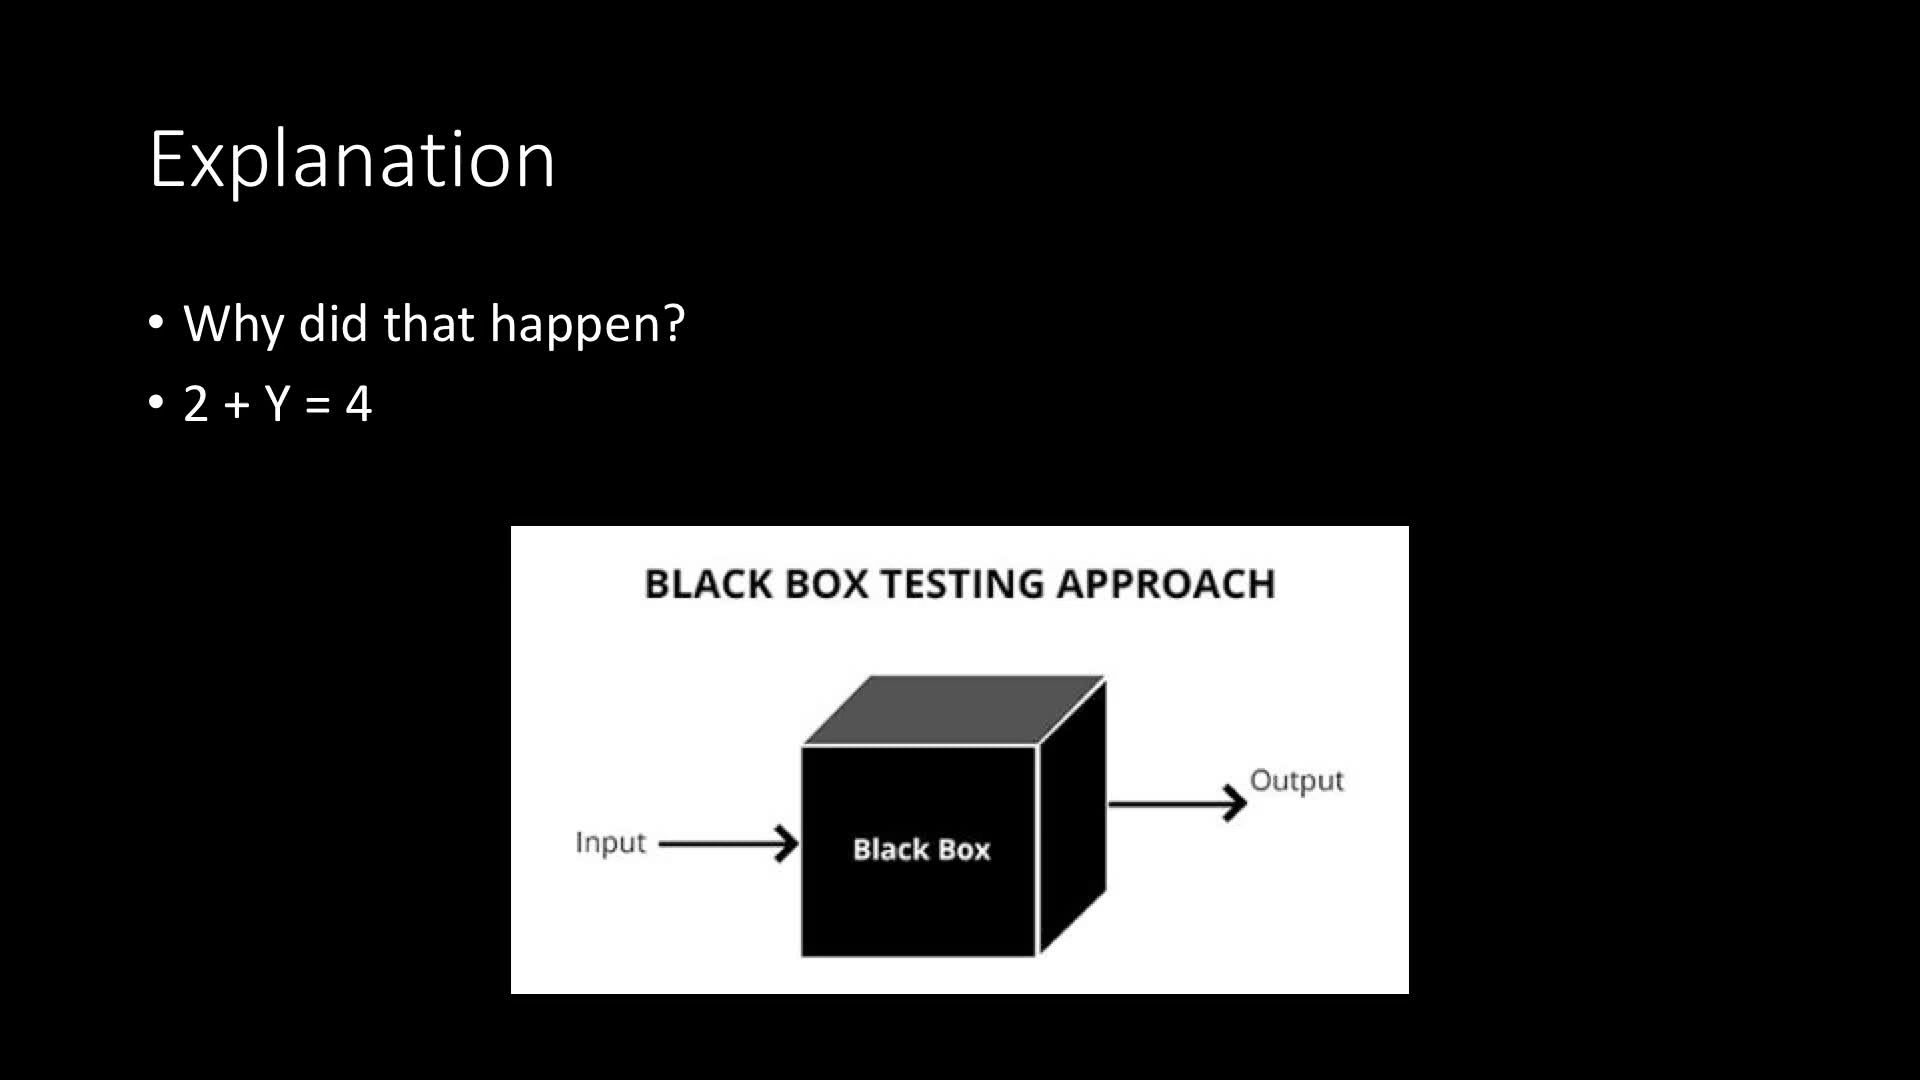 Explanation
• Why did that happen?
• 2 + Y = 4
BLACK BOX TESTING APPROACH
Output
Input
Black Box